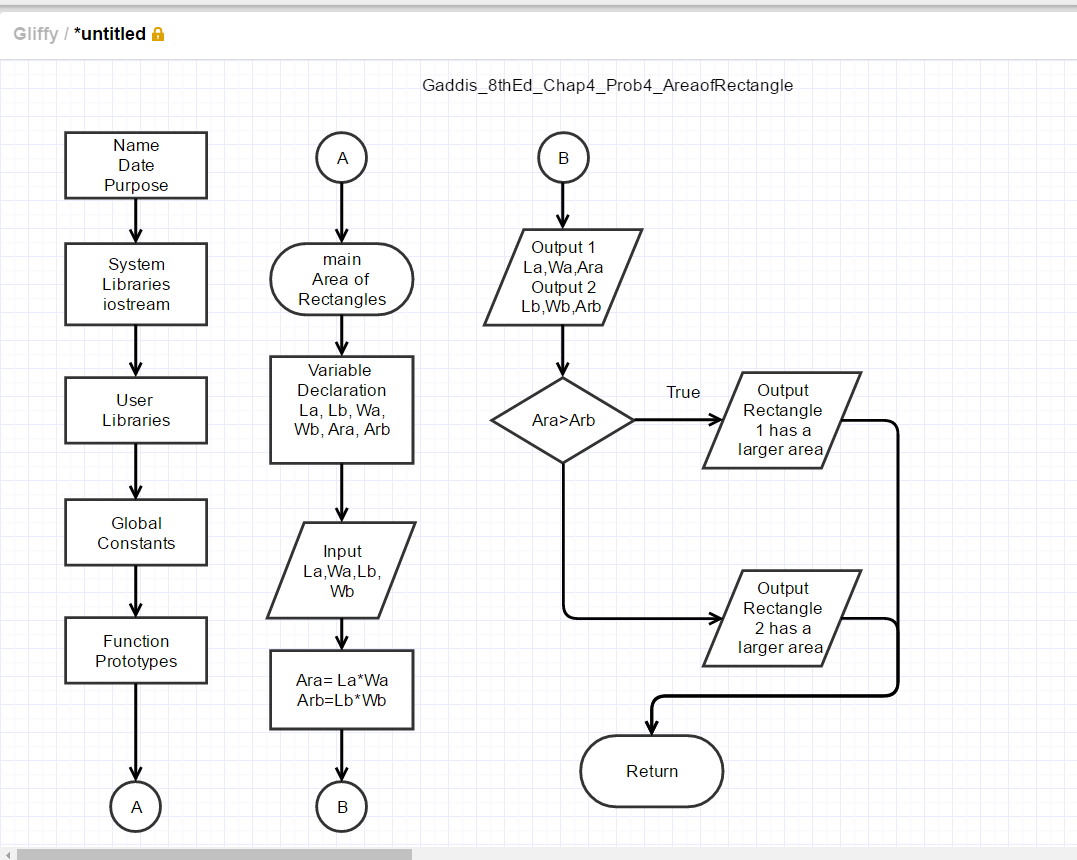 Gliffy / *untitled
Gaddis_8thEd_Chap4_Prob4_AreaofRectangle
Name
Date
Purpose
System
Libraries
iostream
User
Libraries
Global
Constants
Function
Prototypes
A
A
main
Area of
Rectangles
Variable
Declaration
La, Lb, Wa,
Wb, Ara, Arb
Input
La,Wa,Lb,
Wb
Ara= La*Wa
Arb=Lb*Wb
B
B
Output 1
La,Wa,Ara
Output 2
Lb,Wb,Arb
Ara>Arb
True
Output
Rectangle
1 has a
larger area
Output
Rectangle
2 has a
larger area
Return